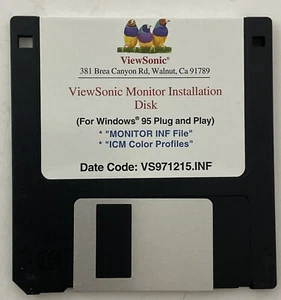 ViewSonic®
381 Brea Canyon Rd, Walnut, Ca 91789
ViewSonic Monitor Installation
Disk
(For Windows® 95 Plug and Play)
* "MONITOR INF File"
* "ICM Color Profiles"
Date Code: VS971215.INF